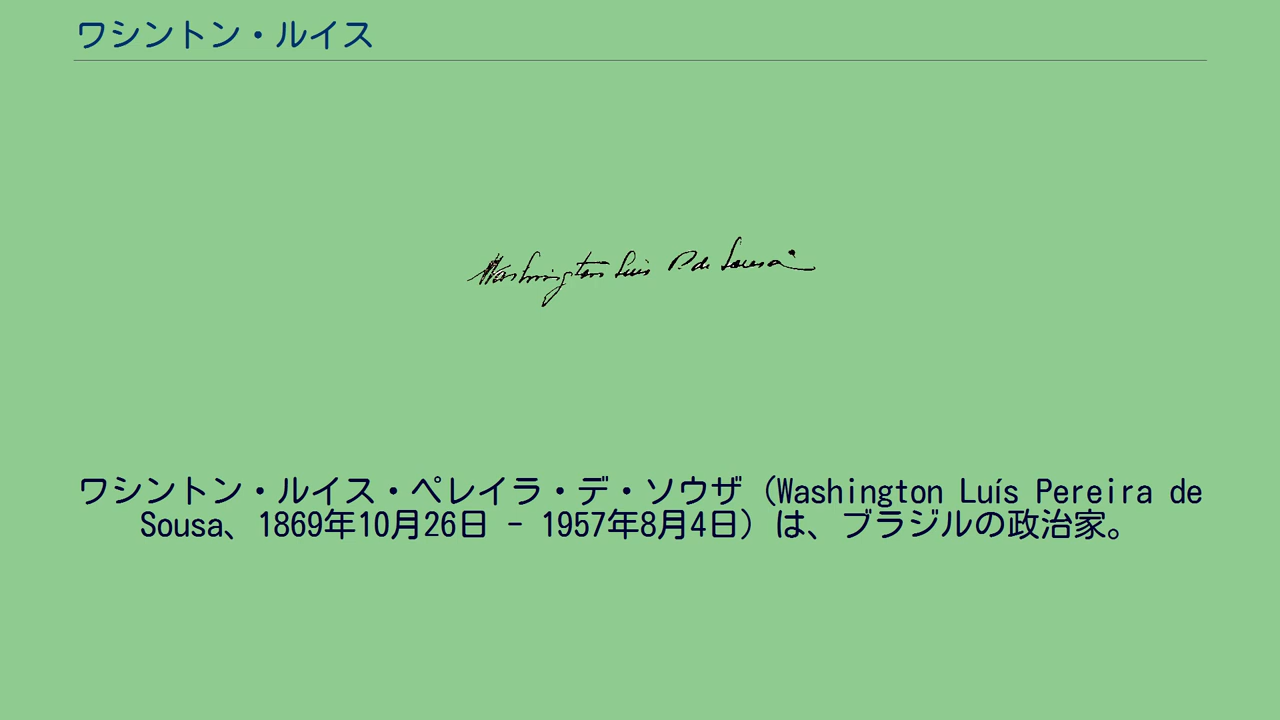 ワシントン・ルイス
Washington Luis P. de Sousa
ワシントン・ルイス・ペレイラ・デ・ソウザ（Washington Luís Pereira de
Sousa、1869年10月26日 - 1957年8月4日）は、ブラジルの政治家。